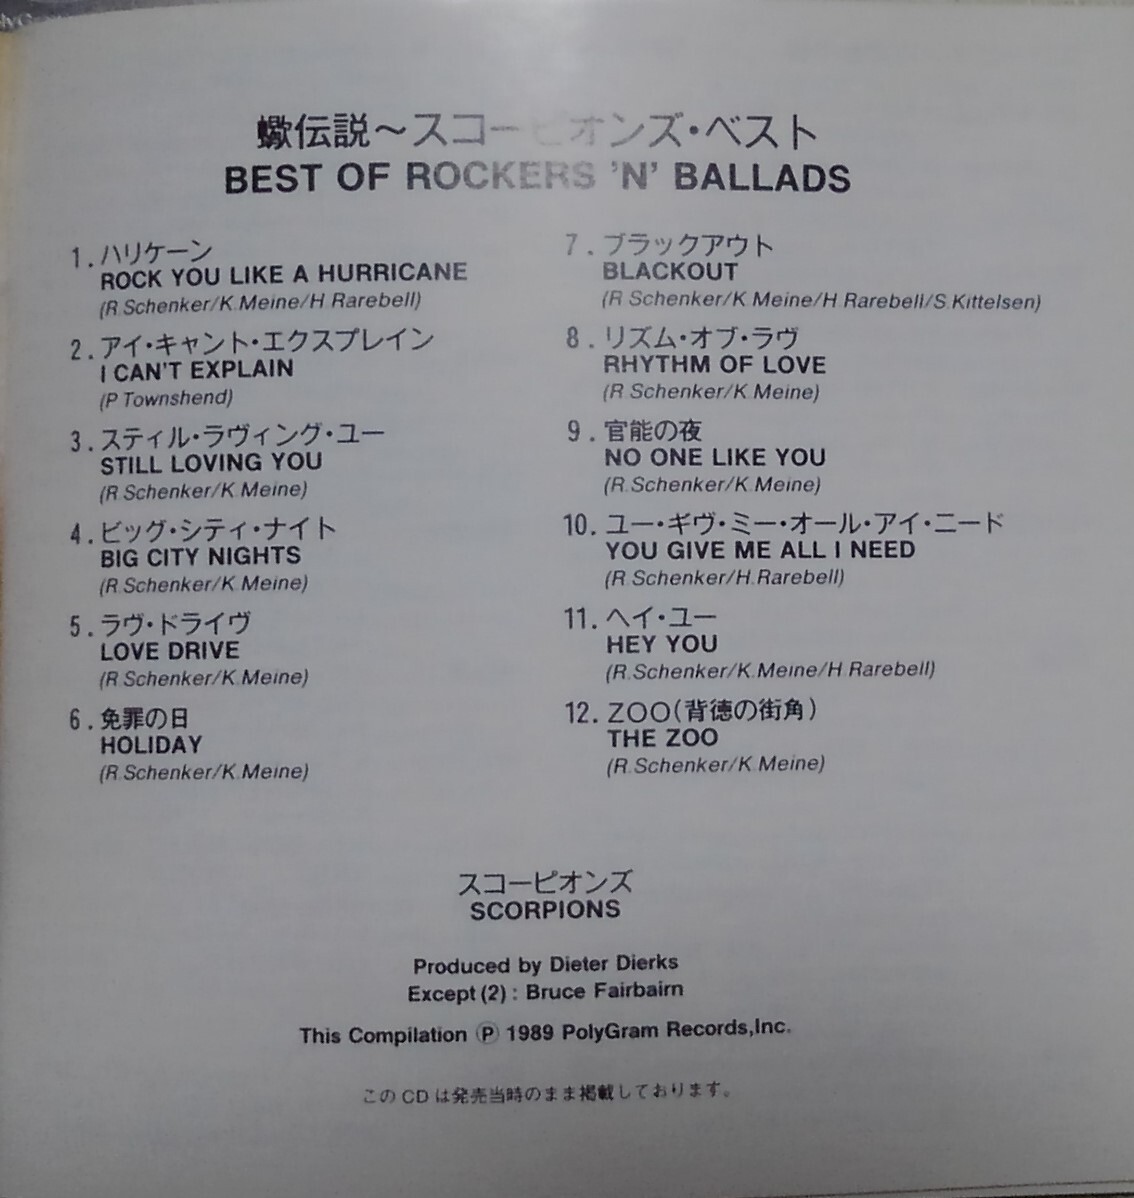 蠍伝説～スコーピオンズ・ベスト
BEST OF ROCKERS 'N' BALLADS
1. ハリケーン
ROCK YOU LIKE A HURRICANE
(R.Schenker/K.Meine/H.Rarebell)
2. アイ・キャント・エクスプレイン
I CAN'T EXPLAIN
(P.Townshend)
3. スティル・ラヴィング・ユー
STILL LOVING YOU
(R.Schenker/K.Meine)
4. ビッグ・シティ・ナイト
BIG CITY NIGHTS
(R.Schenker/K.Meine)
5. ラヴ・ドライヴ
LOVE DRIVE
(R.Schenker/K.Meine)
6. 免罪の日
HOLIDAY
(R.Schenker/K.Meine)
7. ブラックアウト
BLACKOUT
(R.Schenker/K.Meine/H.Rarebell/S.Kittelsen)
8. リズム・オブ・ラヴ
RHYTHM OF LOVE
(R.Schenker/K.Meine)
9. 官能の夜
NO ONE LIKE YOU
(R.Schenker/K.Meine)
10. ユー・ギヴ・ミー・オール・アイ・ニード
YOU GIVE ME ALL I NEED
(R.Schenker/H.Rarebell)
11. ヘイ・ユー
HEY YOU
(R.Schenker/K.Meine/H.Rarebell)
12. ZOO(背徳の街角)
THE ZOO
(R.Schenker/K.Meine)
スコーピオンズ
SCORPIONS
Produced by Dieter Dierks
Except (2) : Bruce Fairbairn
This Compilation Ⓟ 1989 PolyGram Records,Inc.
このCDは発売当時のまま掲載しております。